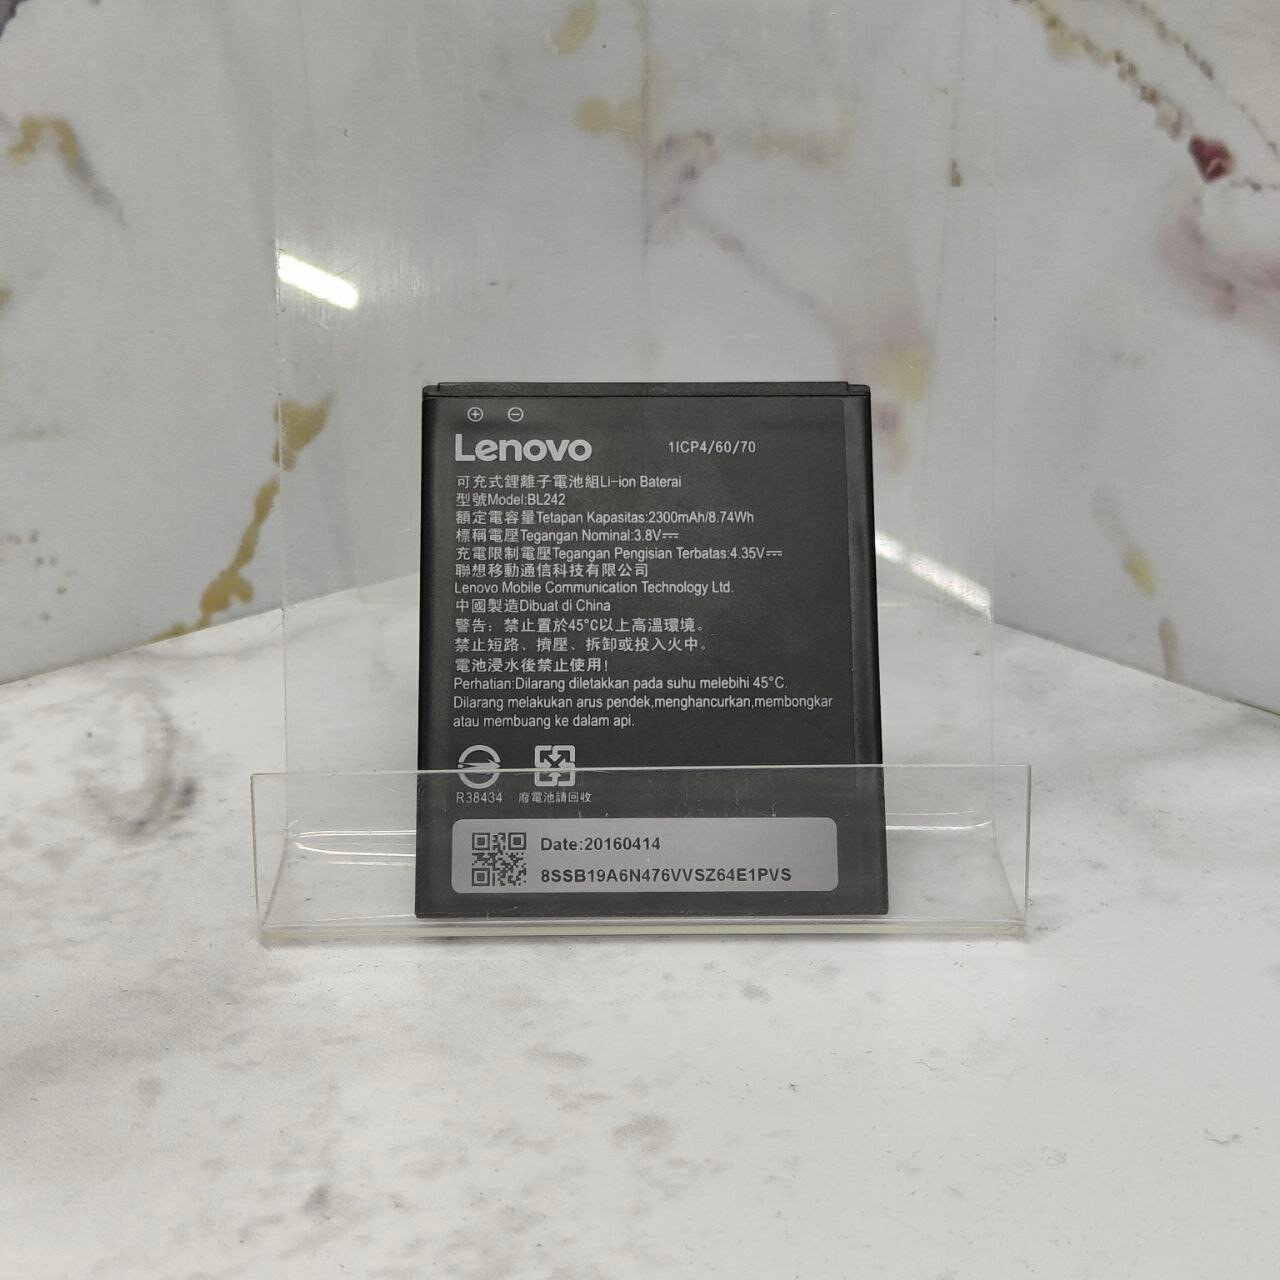 Lenovo 1ICP4/60/70
可充式鋰離子電池組Li-ion Baterai
型號Model:BL242
額定電容量Tetapan Kapasitas:2300mAh/8.74Wh
標稱電壓Tegangan Nominal:3.8V⎓
充電限制電壓Tegangan Pengisian Terbatas:4.35V⎓
聯想移動通信科技有限公司
Lenovo Mobile Communication Technology Ltd.
中國製造Dibuat di China
警告：禁止置於45°C以上高溫環境。
禁止短路、擠壓、拆卸或投入火中。
電池浸水後禁止使用！
Perhatian:Dilarang diletakkan pada suhu melebihi 45°C.
Dilarang melakukan arus pendek,menghancurkan,membongkar
atau membuang ke dalam api.
R38434 廢電池請回收
Date:20160414
8SSB19A6N476VVSZ64E1PVS